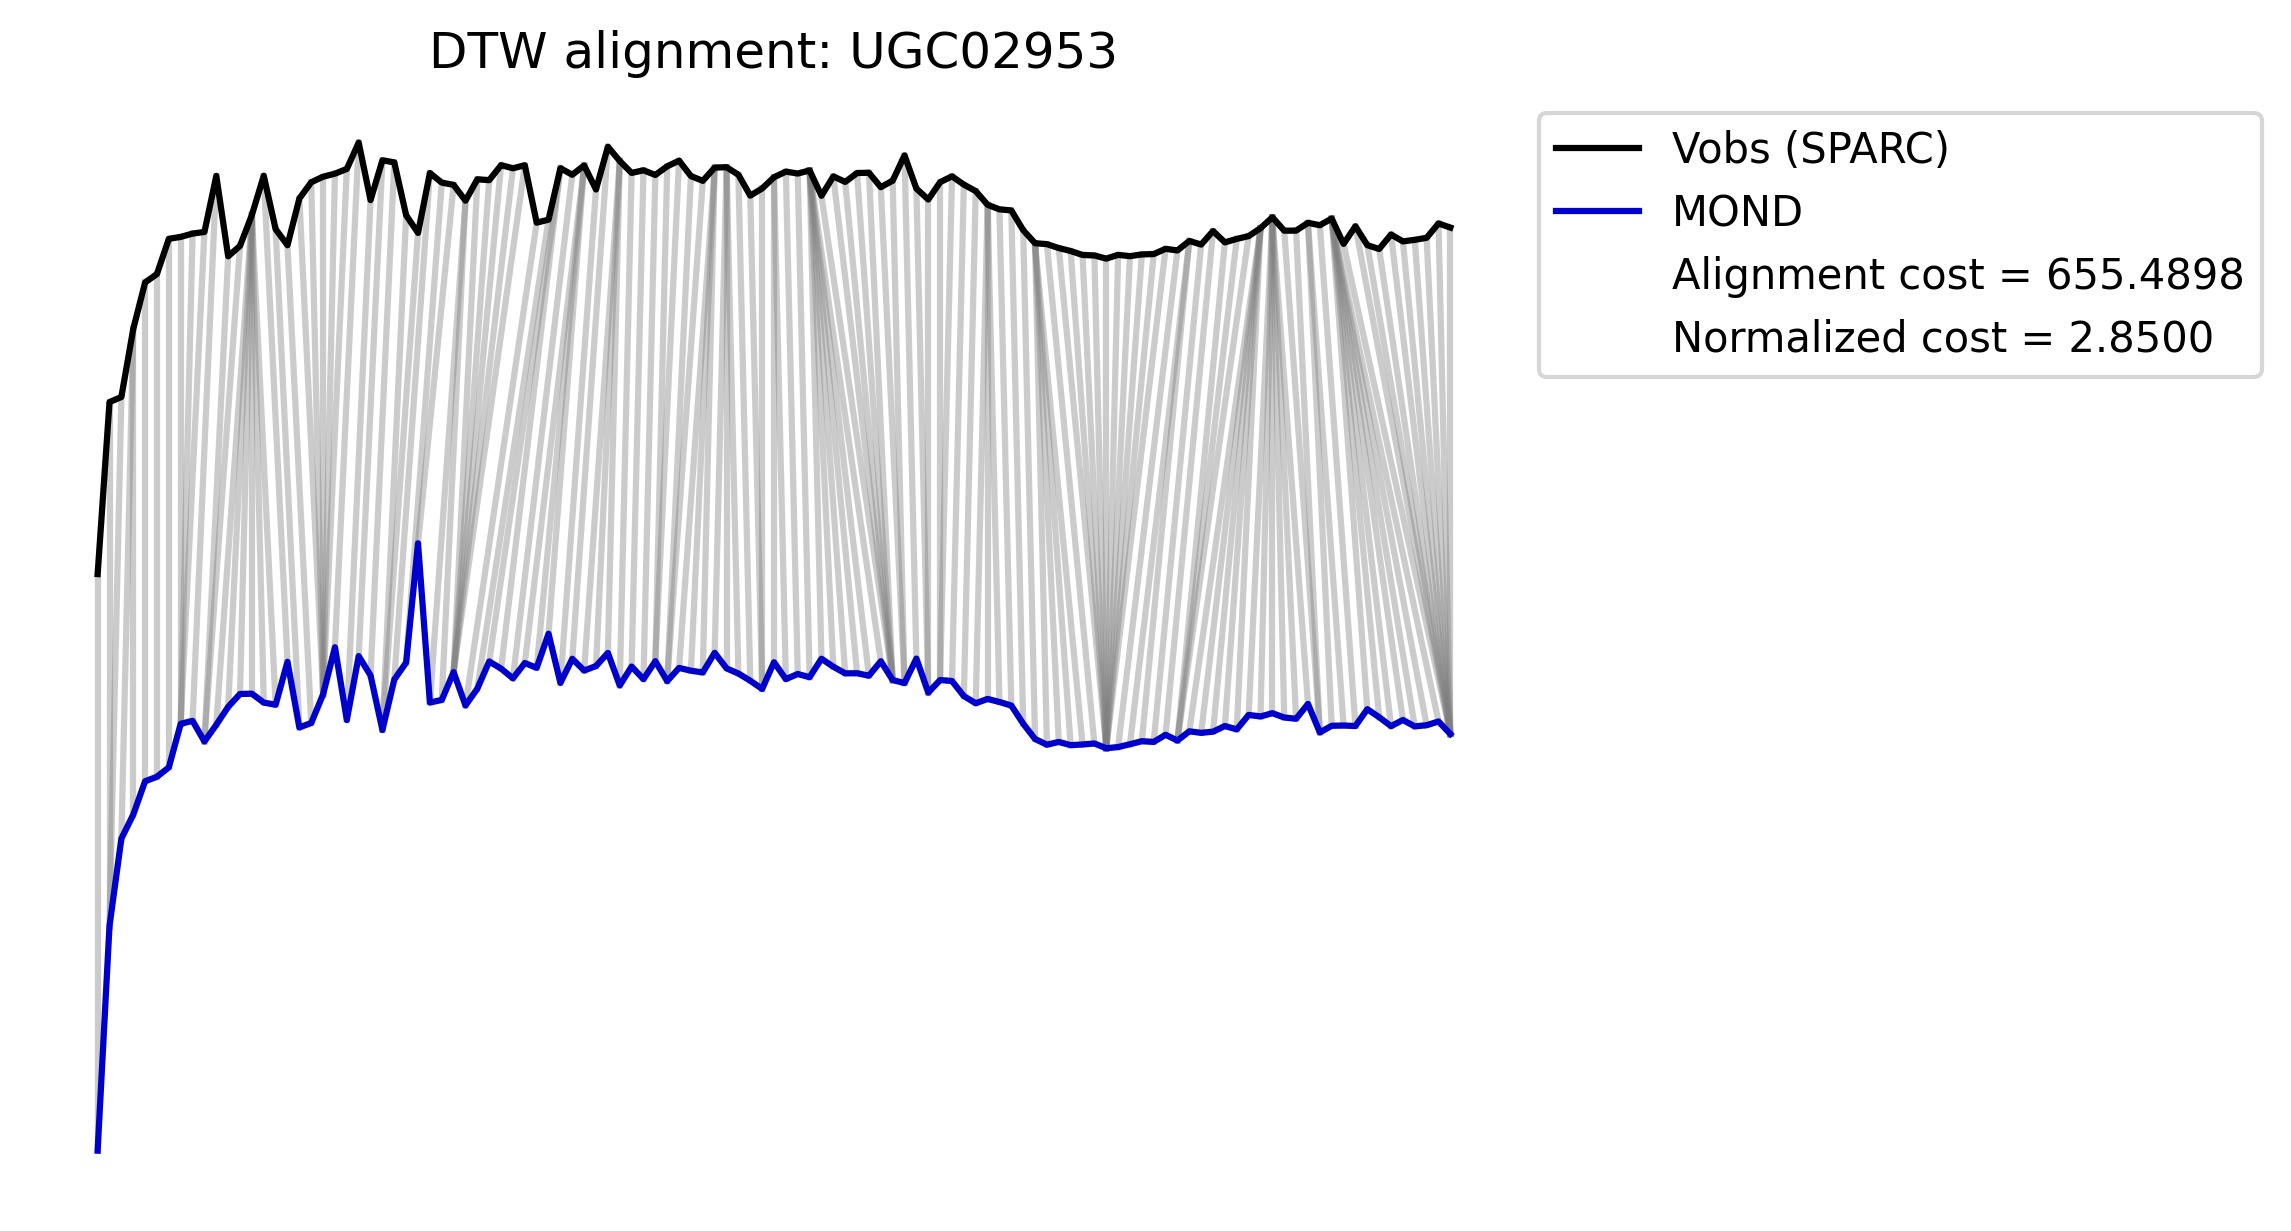 DTW alignment: UGC02953
Vobs (SPARC)
MOND
Alignment cost = 655.4898
Normalized cost = 2.8500